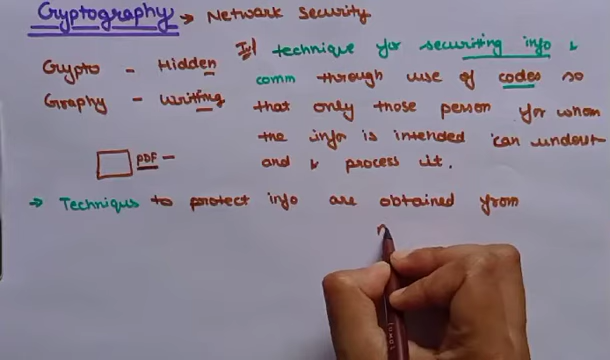 Cryptography → Network Security
Crypto - Hidden
Graphy - Writing
It is technique for securiting info &
comm through use of codes so
that only those person for whom
the info is intended can undost
and & process it.
PDF -
→ Techniques to protect info are obtained from